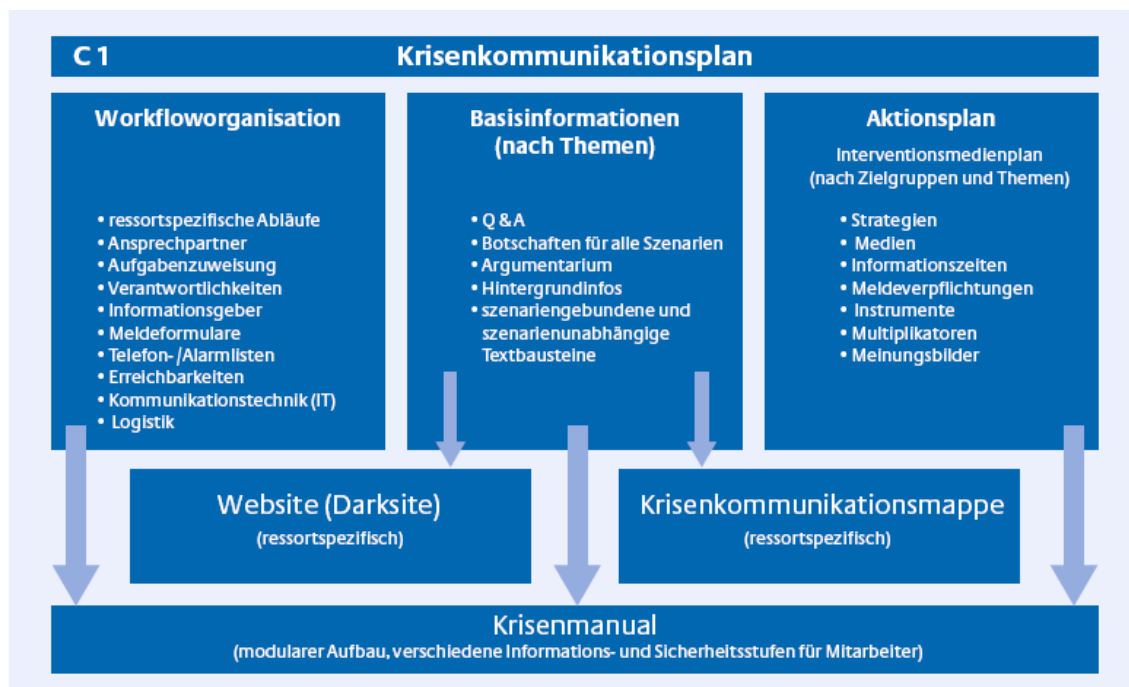 C 1 Krisenkommunikationsplan
Workfloworganisation
• ressortspezifische Abläufe
• Ansprechpartner
• Aufgabenzuweisung
• Verantwortlichkeiten
• Informationsgeber
• Meldeformulare
• Telefon- /Alarmlisten
• Erreichbarkeiten
• Kommunikationstechnik (IT)
• Logistik
Basisinformationen
(nach Themen)
• Q & A
• Botschaften für alle Szenarien
• Argumentarium
• Hintergrundinfos
• szenariengebundene und
szenarienunabhängige
Textbausteine
Aktionsplan
Interventionsmedienplan
(nach Zielgruppen und Themen)
• Strategien
• Medien
• Informationszeiten
• Meldeverpflichtungen
• Instrumente
• Multiplikatoren
• Meinungsbilder
Website (Darksite)
(ressortspezifisch)
Krisenkommunikationsmappe
(ressortspezifisch)
Krisenmanual
(modularer Aufbau, verschiedene Informations- und Sicherheitsstufen für Mitarbeiter)